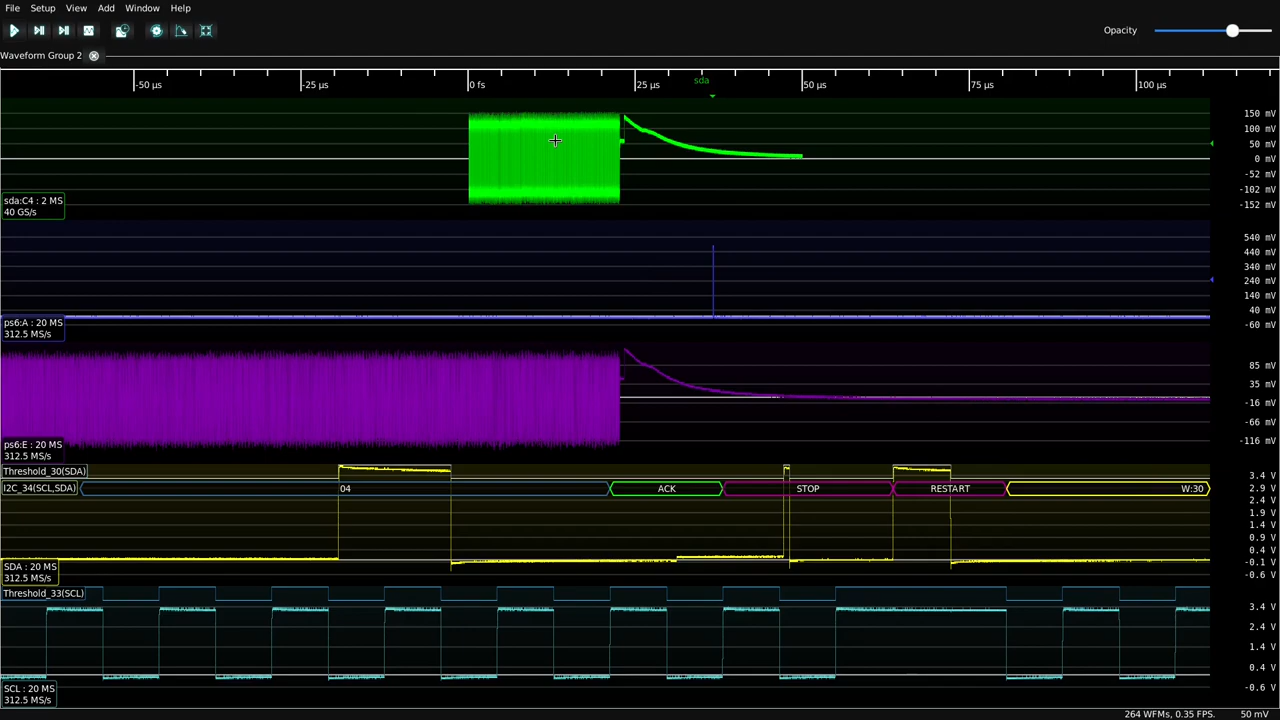 File Setup View Add Window Help
Opacity
Waveform Group 2
-50 µs -25 µs 0 fs 25 µs sda 50 µs 75 µs 100 µs
150 mV
100 mV
50 mV
0 mV
-52 mV
-102 mV
-152 mV
sda:C4 : 2 MS
40 GS/s
540 mV
440 mV
340 mV
240 mV
140 mV
40 mV
-60 mV
ps6:A : 20 MS
312.5 MS/s
85 mV
35 mV
-16 mV
-66 mV
-116 mV
ps6:E : 20 MS
312.5 MS/s
Threshold_30(SDA)
I2C_34(SCL,SDA) 04 ACK STOP RESTART W:30
3.4 V
2.9 V
2.4 V
1.9 V
1.4 V
0.9 V
0.4 V
-0.1 V
-0.6 V
SDA : 20 MS
312.5 MS/s
Threshold_33(SCL)
3.4 V
2.4 V
1.4 V
0.4 V
-0.6 V
SCL : 20 MS
312.5 MS/s
264 WFMs, 0.35 FPS. 50 mV